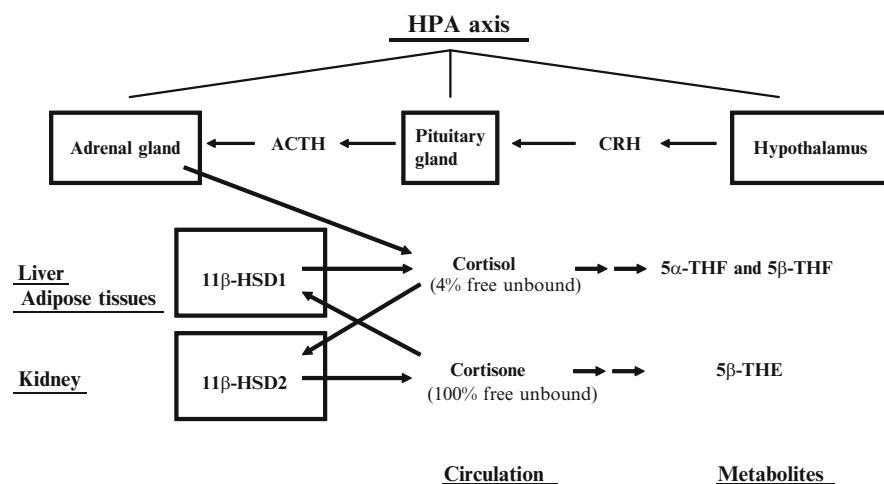 HPA axis
Adrenal gland
ACTH
Pituitary
gland
CRH
Hypothalamus
Liver
Adipose tissues
11β-HSD1
Cortisol
(4% free unbound)
5α-THF and 5β-THF
Kidney
11β-HSD2
Cortisone
(100% free unbound)
5β-THE
Circulation
Metabolites